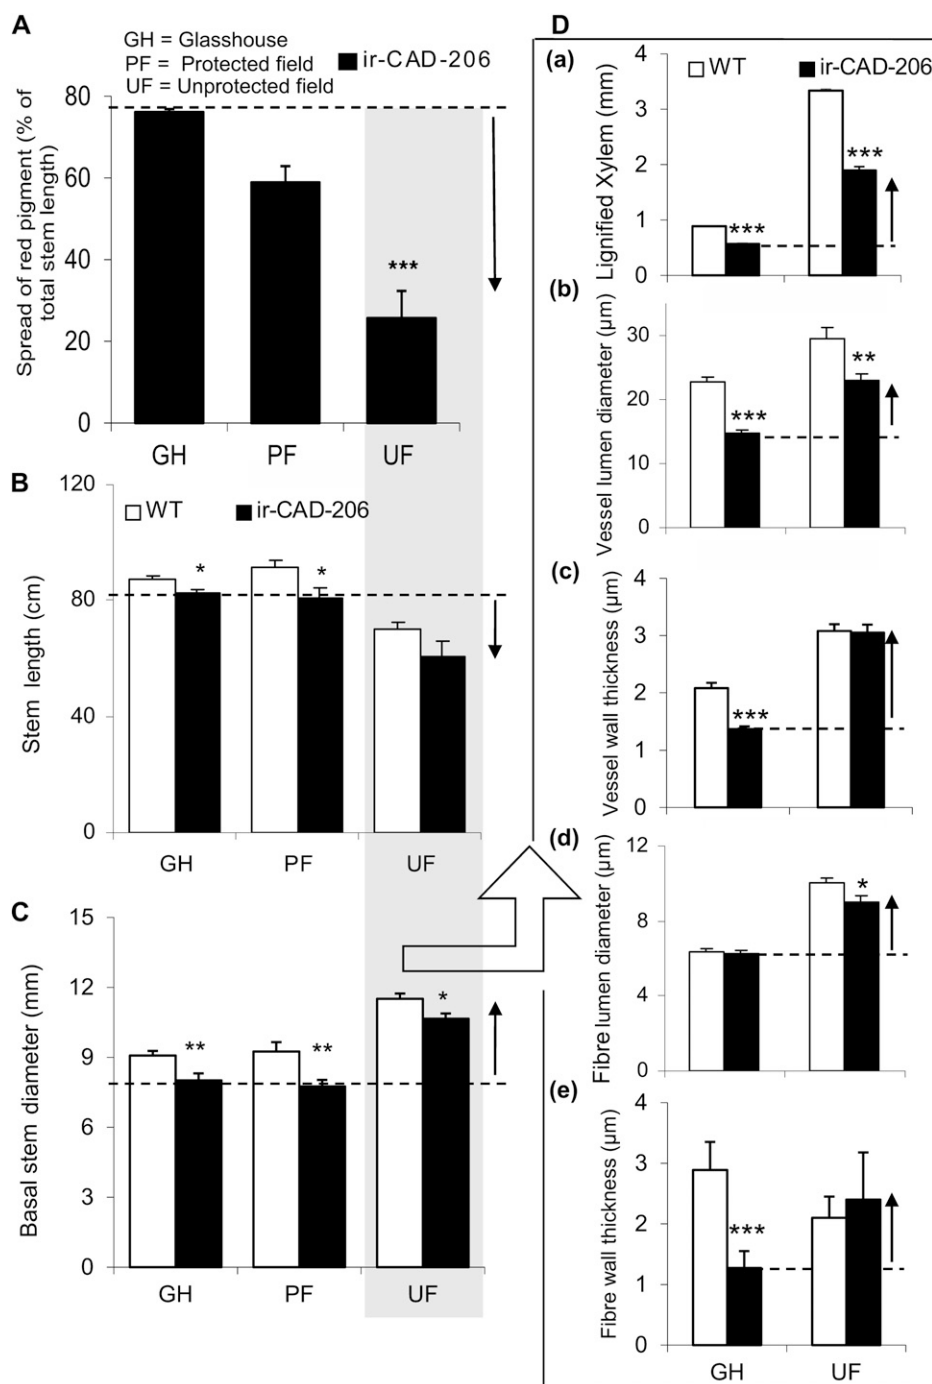 A
GH = Glasshouse
PF = Protected field
UF = Unprotected field
ir-CAD-206
Spread of red pigment (% of
total stem length)
80
60
40
20
0
***
GH PF UF
B
WT ir-CAD-206
Stem length (cm)
120
80
40
0
* *
GH PF UF
C
Basal stem diameter (mm)
15
12
9
6
3
0
** ** *
GH PF UF
D
(a)
WT ir-CAD-206
Lignified Xylem (mm)
4
3
2
1
0
*** ***
(b)
Vessel lumen diameter (µm)
30
20
10
0
*** **
(c)
Vessel wall thickness (µm)
4
3
2
1
0
***
(d)
Fibre lumen diameter (µm)
12
9
6
3
0
*
(e)
Fibre wall thickness (µm)
4
3
2
1
0
***
GH UF